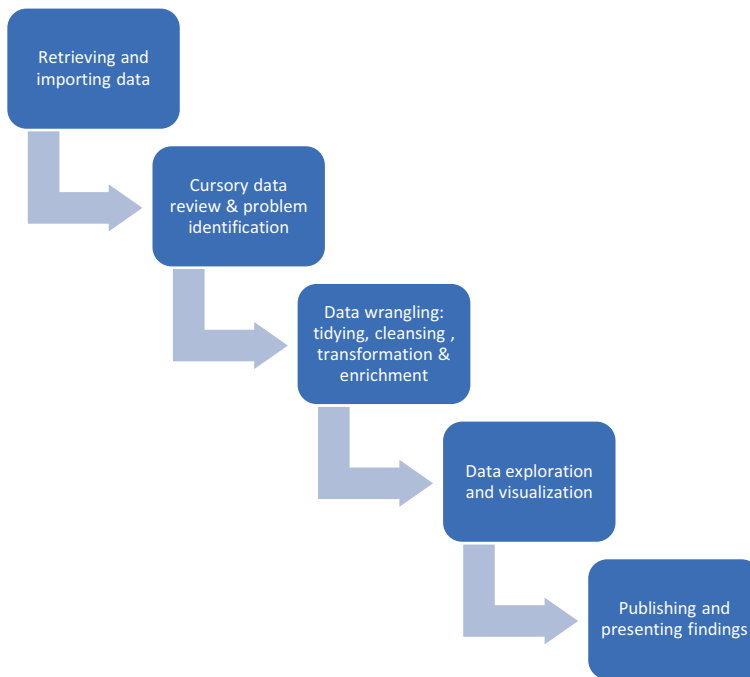 Retrieving and
importing data
Cursory data
review & problem
identification
Data wrangling:
tidying, cleansing ,
transformation &
enrichment
Data exploration
and visualization
Publishing and
presenting findings